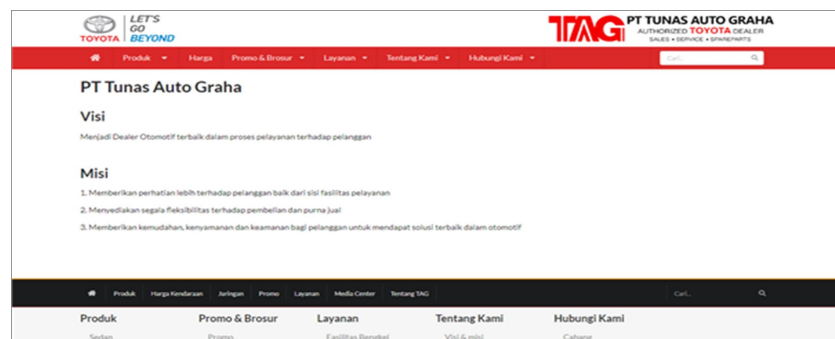 TOYOTA
LET'S
GO
BEYOND
TAG
PT TUNAS AUTO GRAHA
AUTHORIZED TOYOTA DEALER
SALES • SERVICE • SPAREPARTS
Produk Harga Promo & Brosur Layanan Tentang Kami Hubungi Kami Cari...
PT Tunas Auto Graha
Visi
Menjadi Dealer Otomotif terbaik dalam proses pelayanan terhadap pelanggan
Misi
1. Memberikan perhatian lebih terhadap pelanggan baik dari sisi fasilitas pelayanan
2. Menyediakan segala fleksibilitas terhadap pembelian dan purna jual
3. Memberikan kemudahan, kenyamanan dan keamanan bagi pelanggan untuk mendapat solusi terbaik dalam otomotif
Produk Harga Kendaraan Jaringan Promo Layanan Media Center Tentang TAG Cari...
Produk Promo & Brosur Layanan Tentang Kami Hubungi Kami
Sedan Promo Fasilitas Bengkel Visi & misi Cabang